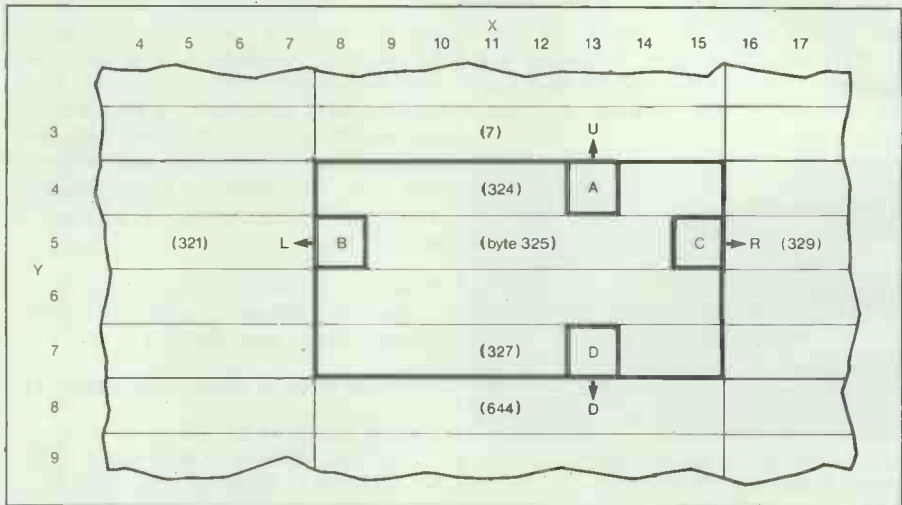 X
4 5 6 7 8 9 10 11 12 13 14 15 16 17
3 (7) U
4 (324) A
5 (321) L B (byte 325) C R (329)
Y
6
7 (327) D
8 (644) D
9